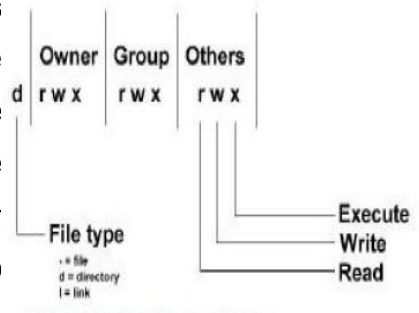 Owner Group Others
d r w x r w x r w x
Execute
Write
File type
Read
- = file
d = directory
l = link